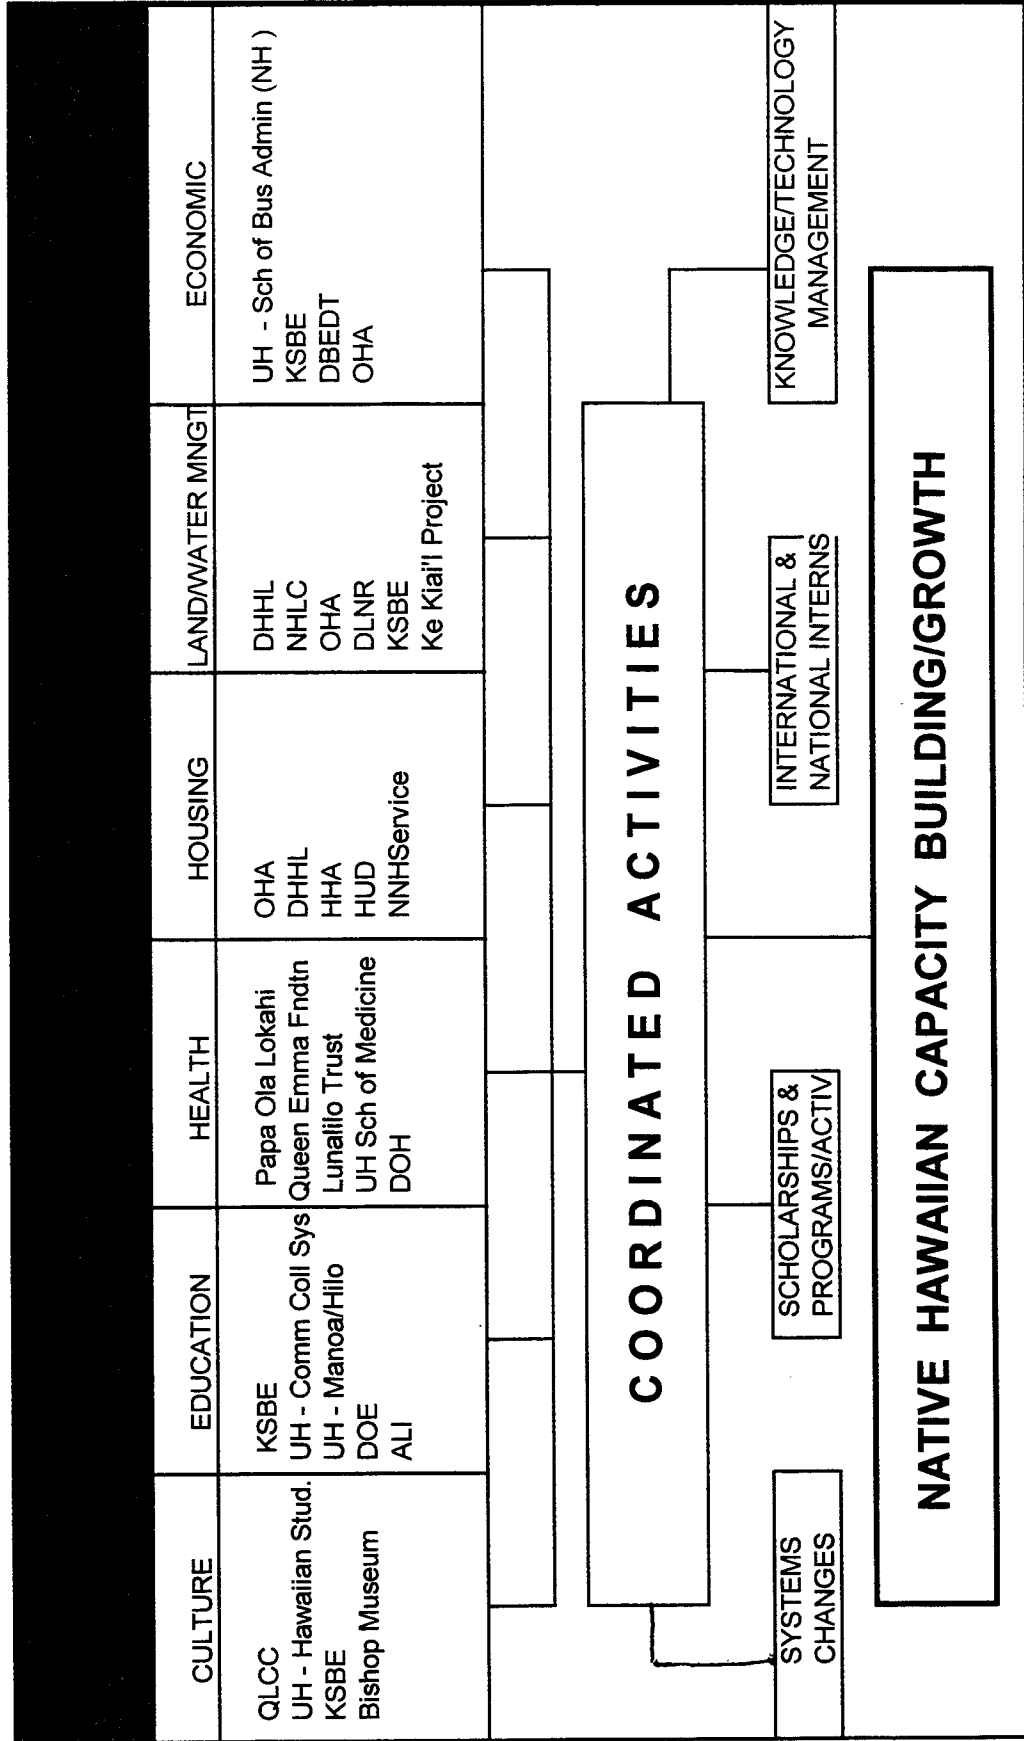 CULTURE
QLCC
UH - Hawaiian Stud.
KSBE
Bishop Museum
EDUCATION
KSBE
UH - Comm Coll Sys
UH - Manoa/Hilo
DOE
ALI
HEALTH
Papa Ola Lokahi
Queen Emma Fndtn
Lunalilo Trust
UH Sch of Medicine
DOH
HOUSING
OHA
DHHL
HHA
HUD
NNHService
LAND/WATER MNGT
DHHL
NHLC
OHA
DLNR
KSBE
Ke Kiai'I Project
ECONOMIC
UH - Sch of Bus Admin (NH )
KSBE
DBEDT
OHA
COORDINATED ACTIVITIES
SYSTEMS
CHANGES
SCHOLARSHIPS &
PROGRAMS/ACTIV
INTERNATIONAL &
NATIONAL INTERNS
KNOWLEDGE/TECHNOLOGY
MANAGEMENT
NATIVE HAWAIIAN CAPACITY BUILDING/GROWTH